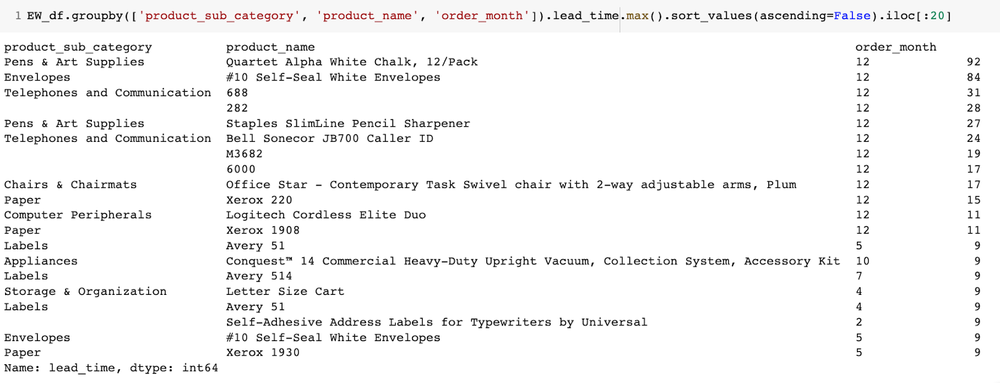 1 EW_df.groupby(['product_sub_category', 'product_name', 'order_month']).lead_time.max().sort_values(ascending=False).iloc[:20]
product_sub_category product_name order_month
Pens & Art Supplies Quartet Alpha White Chalk, 12/Pack 12 92
Envelopes #10 Self-Seal White Envelopes 12 84
Telephones and Communication 688 12 31
282 12 28
Pens & Art Supplies Staples SlimLine Pencil Sharpener 12 27
Telephones and Communication Bell Sonecor JB700 Caller ID 12 24
M3682 12 19
6000 12 17
Chairs & Chairmats Office Star - Contemporary Task Swivel chair with 2-way adjustable arms, Plum 12 17
Paper Xerox 220 12 15
Computer Peripherals Logitech Cordless Elite Duo 12 11
Paper Xerox 1908 12 11
Labels Avery 51 5 9
Appliances Conquest™ 14 Commercial Heavy-Duty Upright Vacuum, Collection System, Accessory Kit 10 9
Labels Avery 514 7 9
Storage & Organization Letter Size Cart 4 9
Labels Avery 51 4 9
Self-Adhesive Address Labels for Typewriters by Universal 2 9
Envelopes #10 Self-Seal White Envelopes 5 9
Paper Xerox 1930 5 9
Name: lead_time, dtype: int64